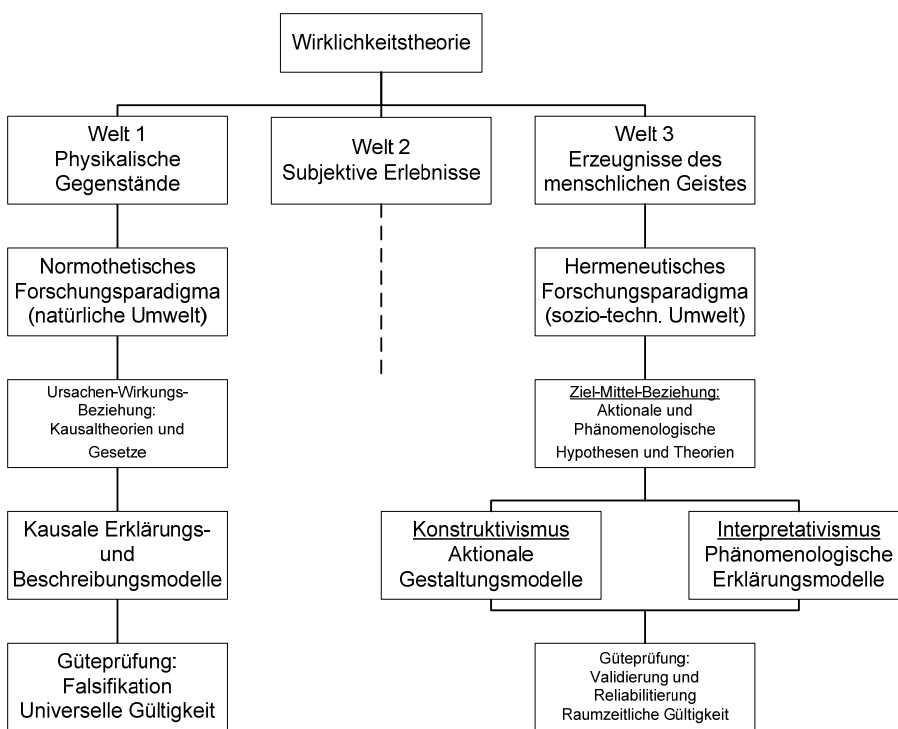 Wirklichkeitstheorie
Welt 1
Physikalische
Gegenstände
Welt 2
Subjektive Erlebnisse
Welt 3
Erzeugnisse des
menschlichen Geistes
Normothetisches
Forschungsparadigma
(natürliche Umwelt)
Hermeneutisches
Forschungsparadigma
(sozio-techn. Umwelt)
Ursachen-Wirkungs-
Beziehung:
Kausaltheorien und
Gesetze
Ziel-Mittel-Beziehung:
Aktionale und
Phänomenologische
Hypothesen und Theorien
Kausale Erklärungs-
und
Beschreibungsmodelle
Konstruktivismus
Aktionale
Gestaltungsmodelle
Interpretativismus
Phänomenologische
Erklärungsmodelle
Güteprüfung:
Falsifikation
Universelle Gültigkeit
Güteprüfung:
Validierung und
Reliabilitierung
Raumzeitliche Gültigkeit